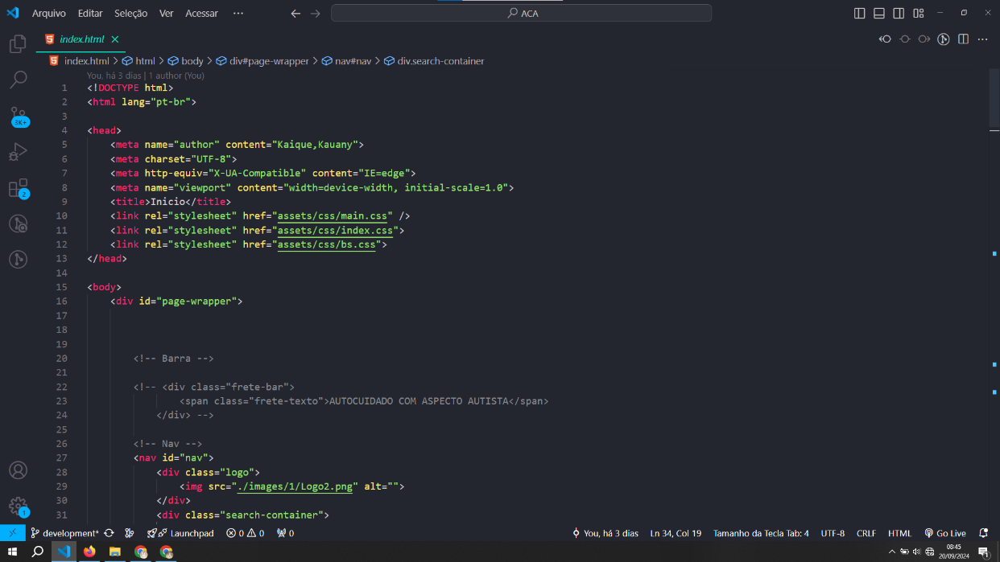 Arquivo Editar Seleção Ver Acessar ··· ACA
index.html
index.html > html > body > div#page-wrapper > nav#nav > div.search-container
You, há 3 dias | 1 author (You)
1 <!DOCTYPE html>
2 <html lang="pt-br">
3
4 <head>
5 <meta name="author" content="Kaique,Kauany">
6 <meta charset="UTF-8">
7 <meta http-equiv="X-UA-Compatible" content="IE=edge">
8 <meta name="viewport" content="width=device-width, initial-scale=1.0">
9 <title>Inicio</title>
10 <link rel="stylesheet" href="assets/css/main.css" />
11 <link rel="stylesheet" href="assets/css/index.css">
12 <link rel="stylesheet" href="assets/css/bs.css">
13 </head>
14
15 <body>
16 <div id="page-wrapper">
17
18
19
20 <!-- Barra -->
21
22 <!-- <div class="frete-bar">
23 <span class="frete-texto">AUTOCUIDADO COM ASPECTO AUTISTA</span>
24 </div> -->
25
26 <!-- Nav -->
27 <nav id="nav">
28 <div class="logo">
29 <img src="./images/1/Logo2.png" alt="">
30 </div>
31 <div class="search-container">
3K+
2
1
development* Launchpad 0 0 0 You, há 3 dias Ln 34, Col 19 Tamanho da Tecla Tab: 4 UTF-8 CRLF HTML Go Live
08:45
20/09/2024
1